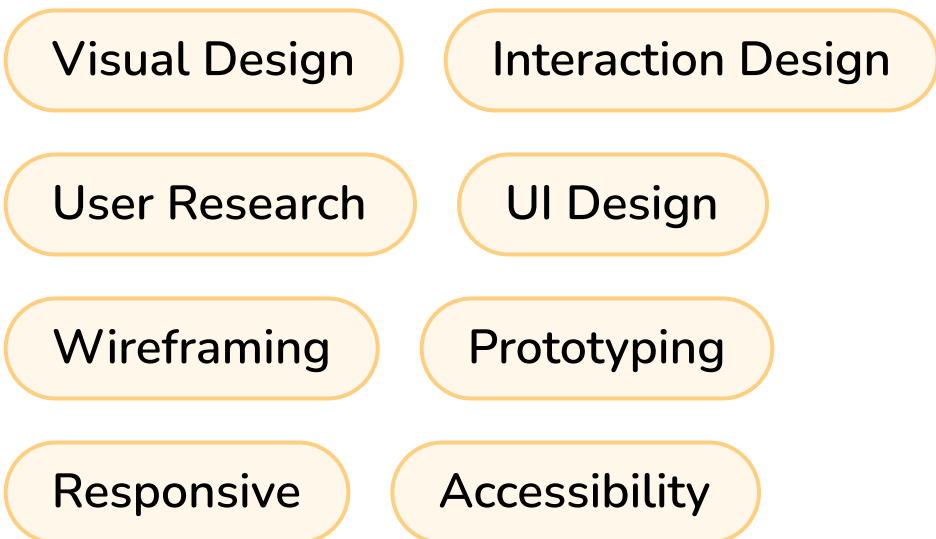 Visual Design Interaction Design
User Research UI Design
Wireframing Prototyping
Responsive Accessibility